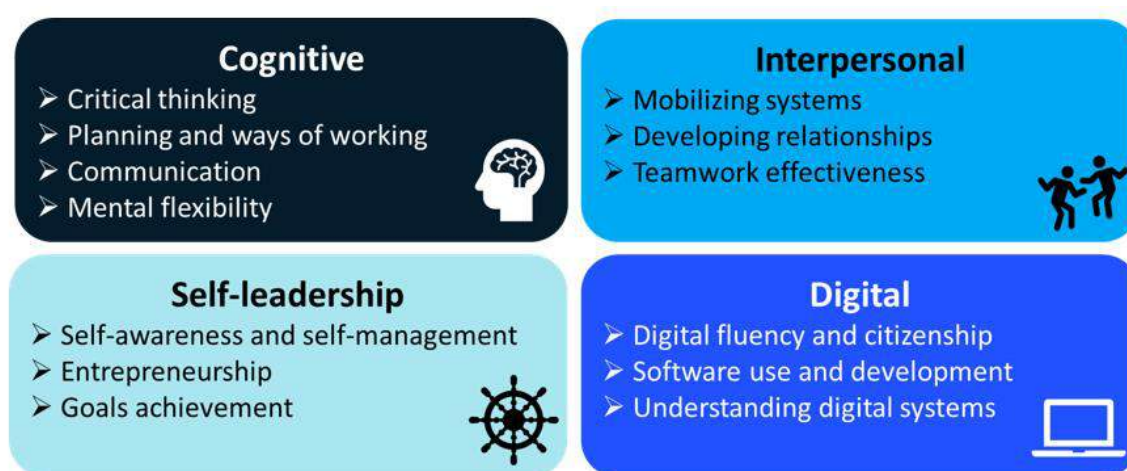 Cognitive
➤ Critical thinking
➤ Planning and ways of working
➤ Communication
➤ Mental flexibility
Interpersonal
➤ Mobilizing systems
➤ Developing relationships
➤ Teamwork effectiveness
Self-leadership
➤ Self-awareness and self-management
➤ Entrepreneurship
➤ Goals achievement
Digital
➤ Digital fluency and citizenship
➤ Software use and development
➤ Understanding digital systems